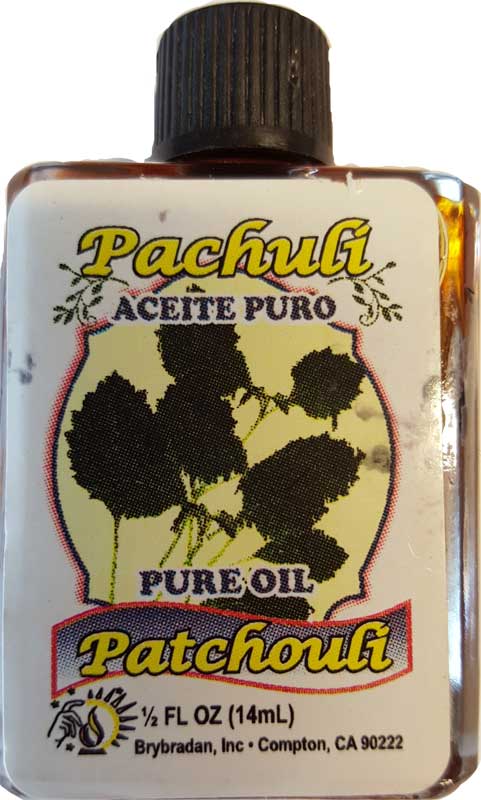 Pachuli
ACEITE PURO
PURE OIL
Patchouli
½ FL OZ (14mL)
Brybradan, Inc • Compton, CA 90222